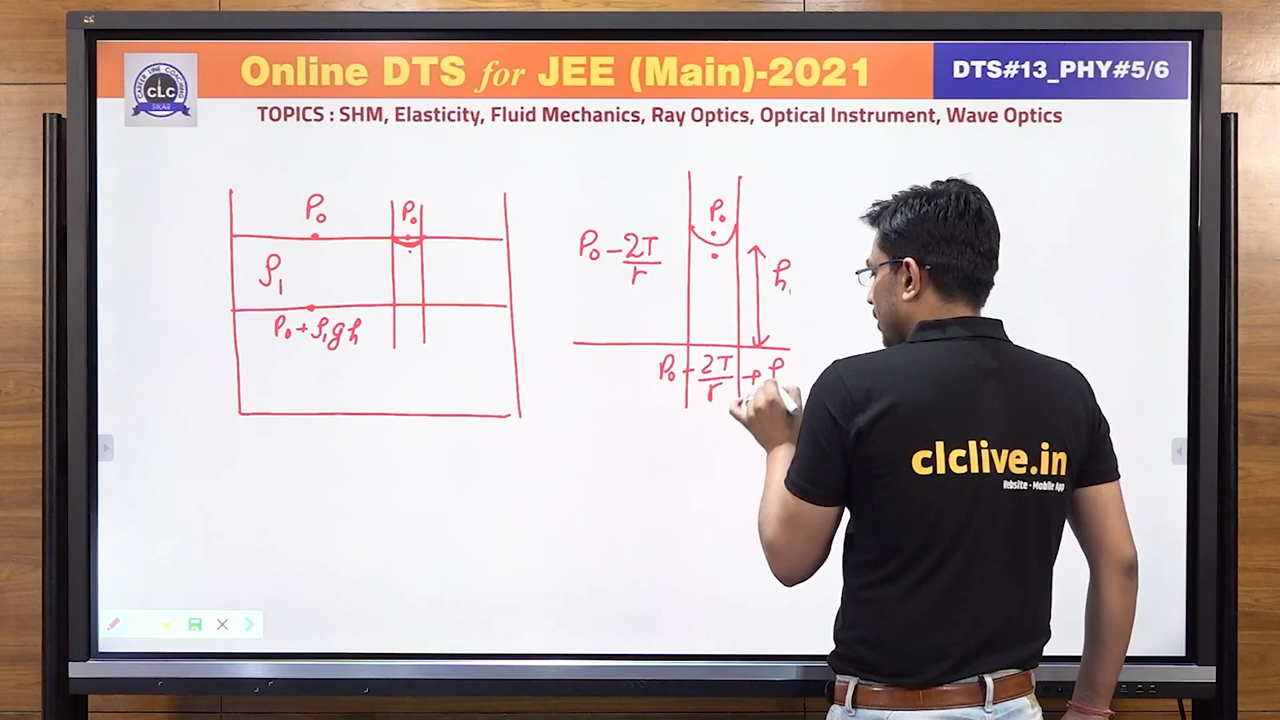 Online DTS for JEE (Main)-2021
DTS#13_PHY#5/6
CAREER LINE COACHING
CLC
SIKAR
TOPICS : SHM, Elasticity, Fluid Mechanics, Ray Optics, Optical Instrument, Wave Optics
P₀
P₀
ρ₁
P₀ + ρ₁gh
P₀
P₀ - 2T/r
h₁
P₀ - 2T/r + ρ
clclive.in
Website - Mobile App